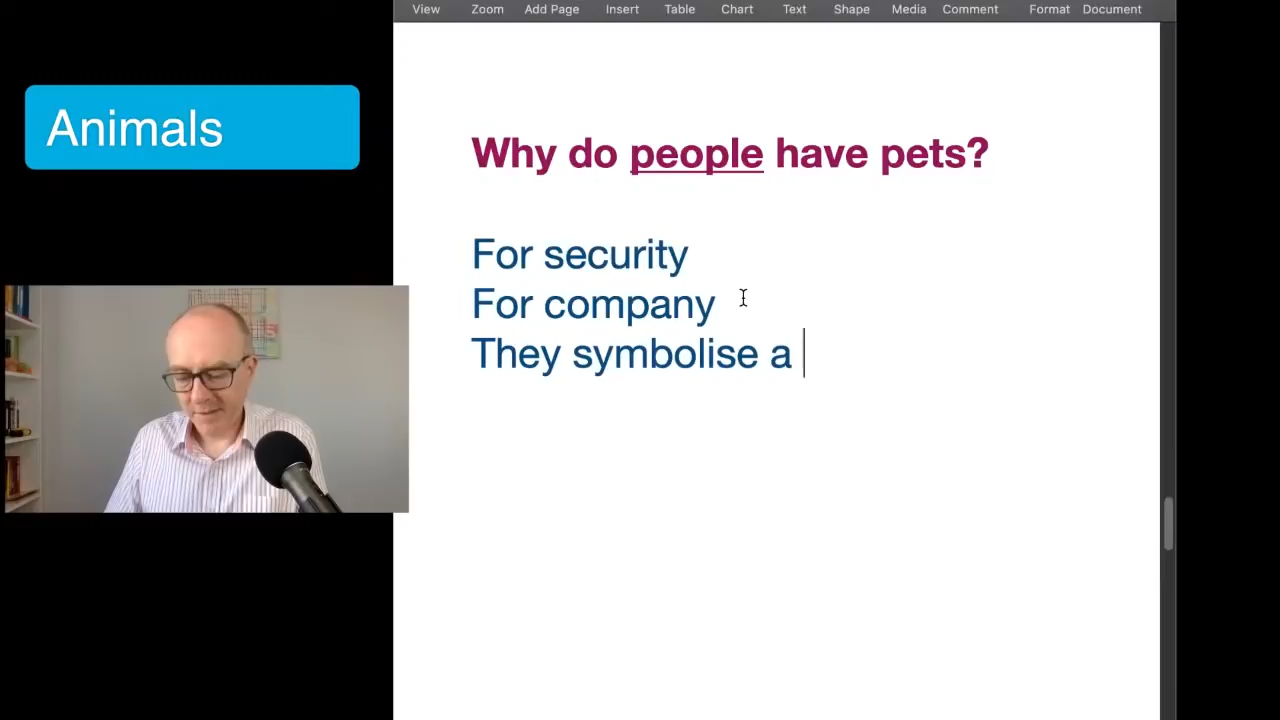 View Zoom Add Page Insert Table Chart Text Shape Media Comment Format Document
Animals
Why do people have pets?
For security
For company
They symbolise a